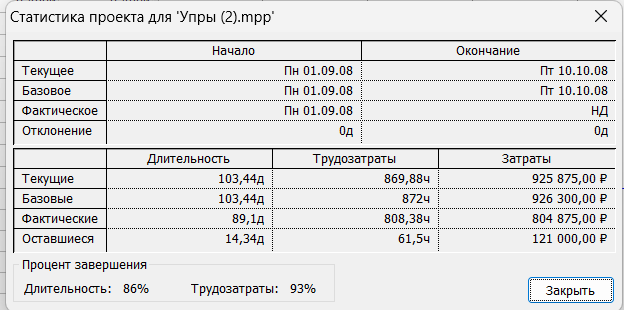 Статистика проекта для 'Упры (2).mpp'
Начало Окончание
Текущее Пн 01.09.08 Пт 10.10.08
Базовое Пн 01.09.08 Пт 10.10.08
Фактическое Пн 01.09.08 НД
Отклонение 0д 0д
Длительность Трудозатраты Затраты
Текущие 103,44д 869,88ч 925 875,00 ₽
Базовые 103,44д 872ч 926 300,00 ₽
Фактические 89,1д 808,38ч 804 875,00 ₽
Оставшиеся 14,34д 61,5ч 121 000,00 ₽
Процент завершения
Длительность: 86% Трудозатраты: 93%
Закрыть